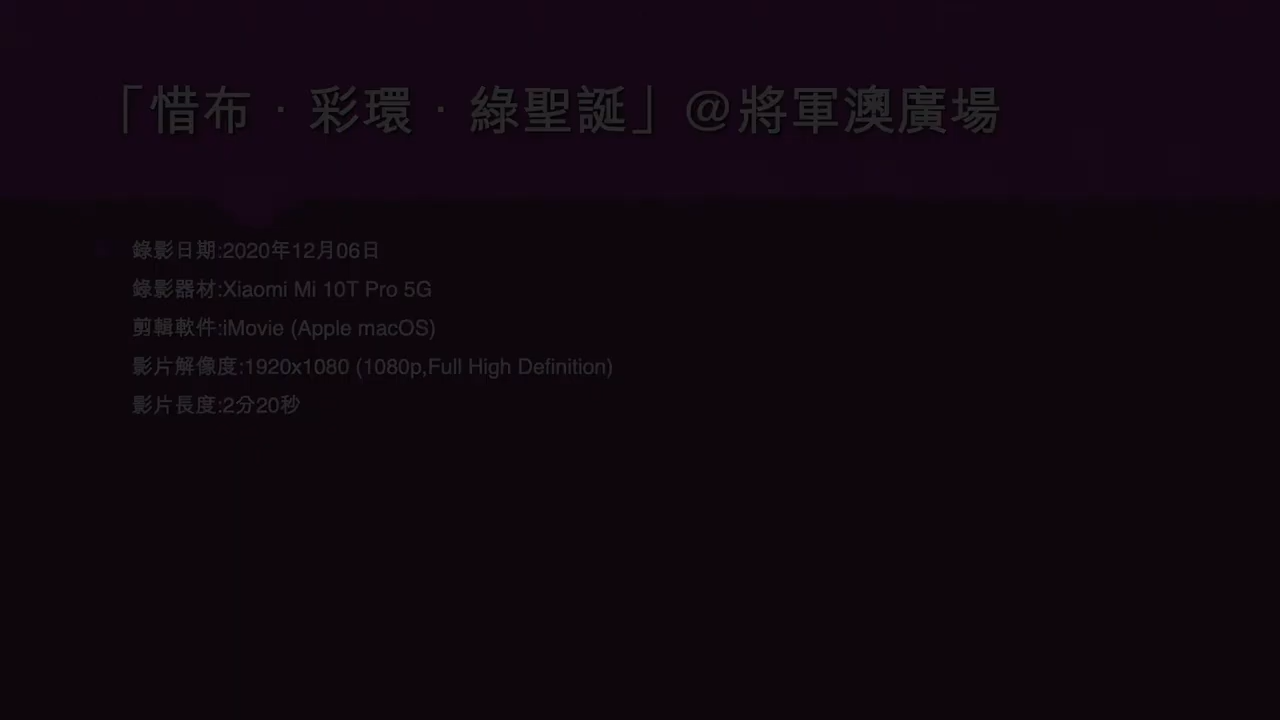 「惜布．彩環．綠聖誕」@將軍澳廣場
錄影日期:2020年12月06日
錄影器材:Xiaomi Mi 10T Pro 5G
剪輯軟件:iMovie (Apple macOS)
影片解像度:1920x1080 (1080p,Full High Definition)
影片長度:2分20秒